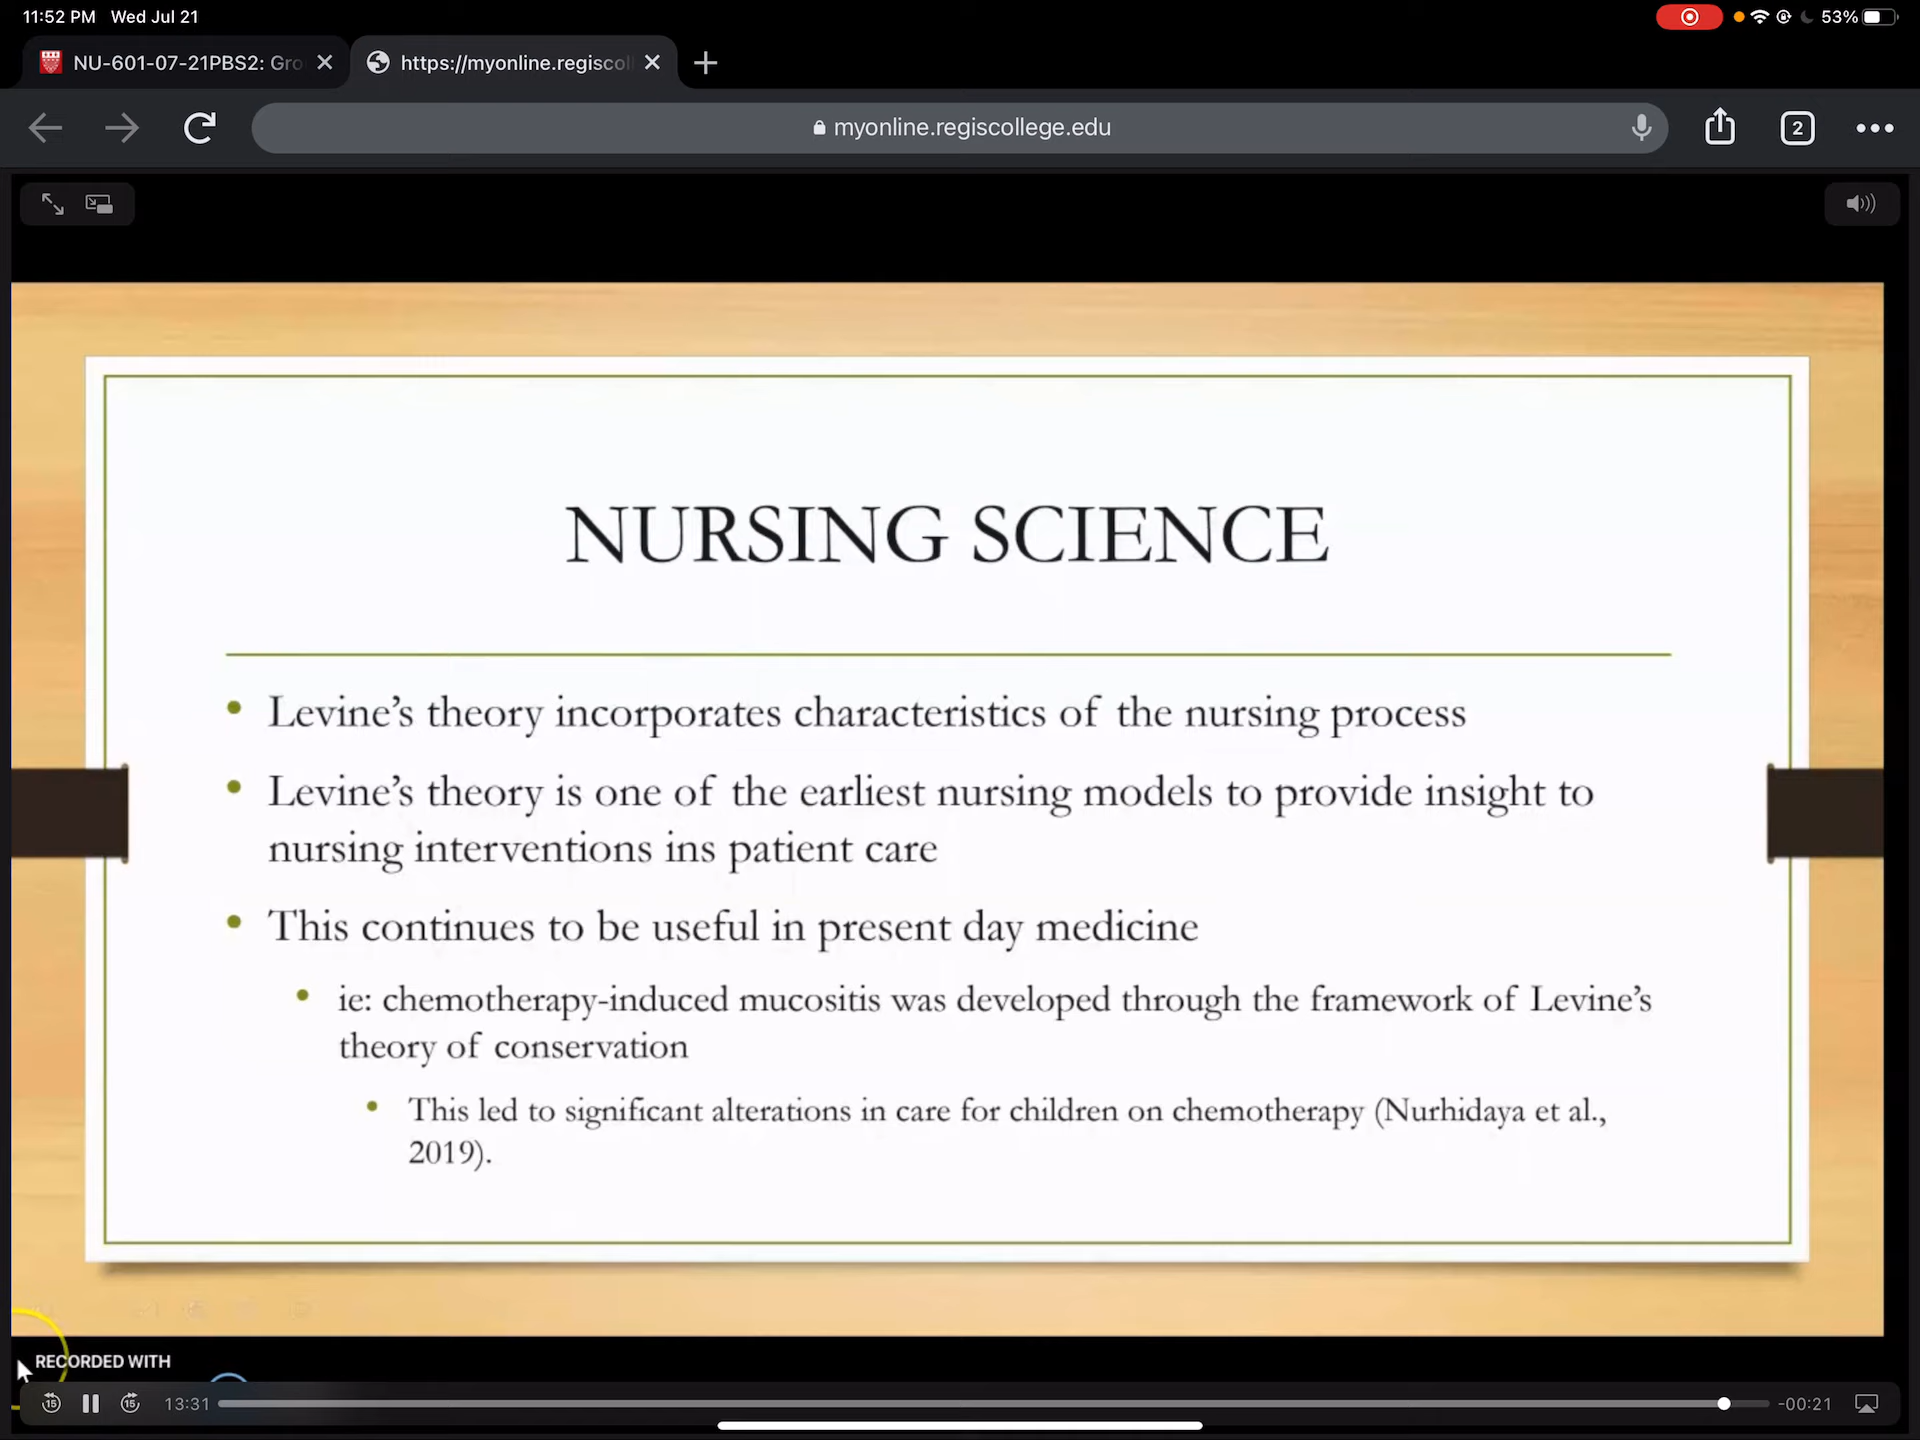 11:52 PM Wed Jul 21
53%
NU-601-07-21PBS2: Gro
https://myonline.regiscol
myonline.regiscollege.edu
2
NURSING SCIENCE
• Levine's theory incorporates characteristics of the nursing process
• Levine's theory is one of the earliest nursing models to provide insight to
nursing interventions ins patient care
• This continues to be useful in present day medicine
• ie: chemotherapy-induced mucositis was developed through the framework of Levine's
theory of conservation
• This led to significant alterations in care for children on chemotherapy (Nurhidaya et al.,
2019).
RECORDED WITH
15
15
13:31
-00:21